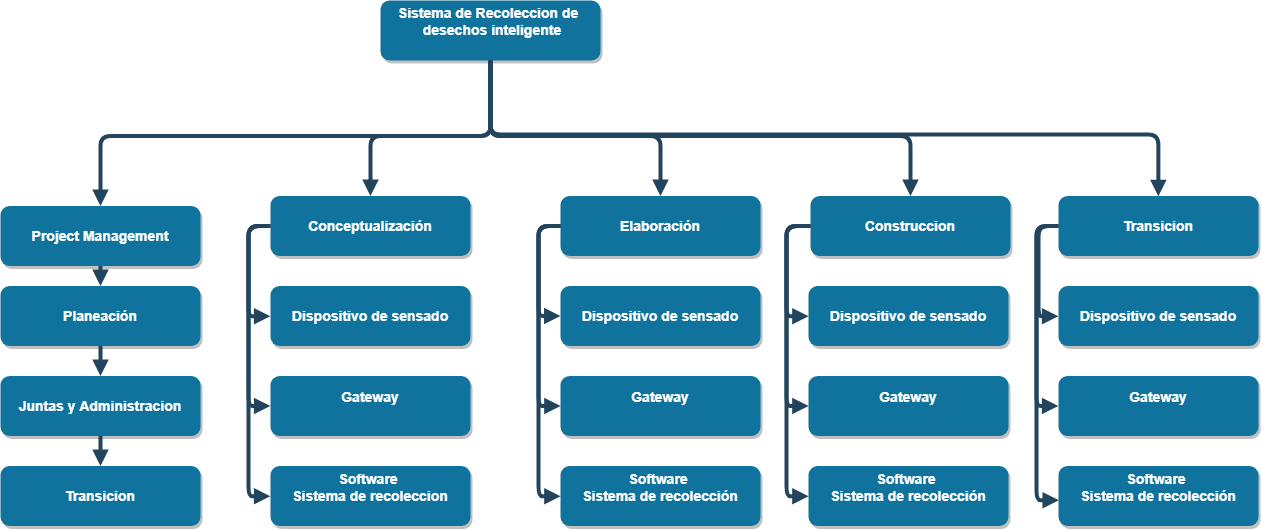 Sistema de Recoleccion de
desechos inteligente
Project Management
Planeación
Juntas y Administracion
Transicion
Conceptualización
Dispositivo de sensado
Gateway
Software
Sistema de recoleccion
Elaboración
Dispositivo de sensado
Gateway
Software
Sistema de recolección
Construccion
Dispositivo de sensado
Gateway
Software
Sistema de recolección
Transicion
Dispositivo de sensado
Gateway
Software
Sistema de recolección